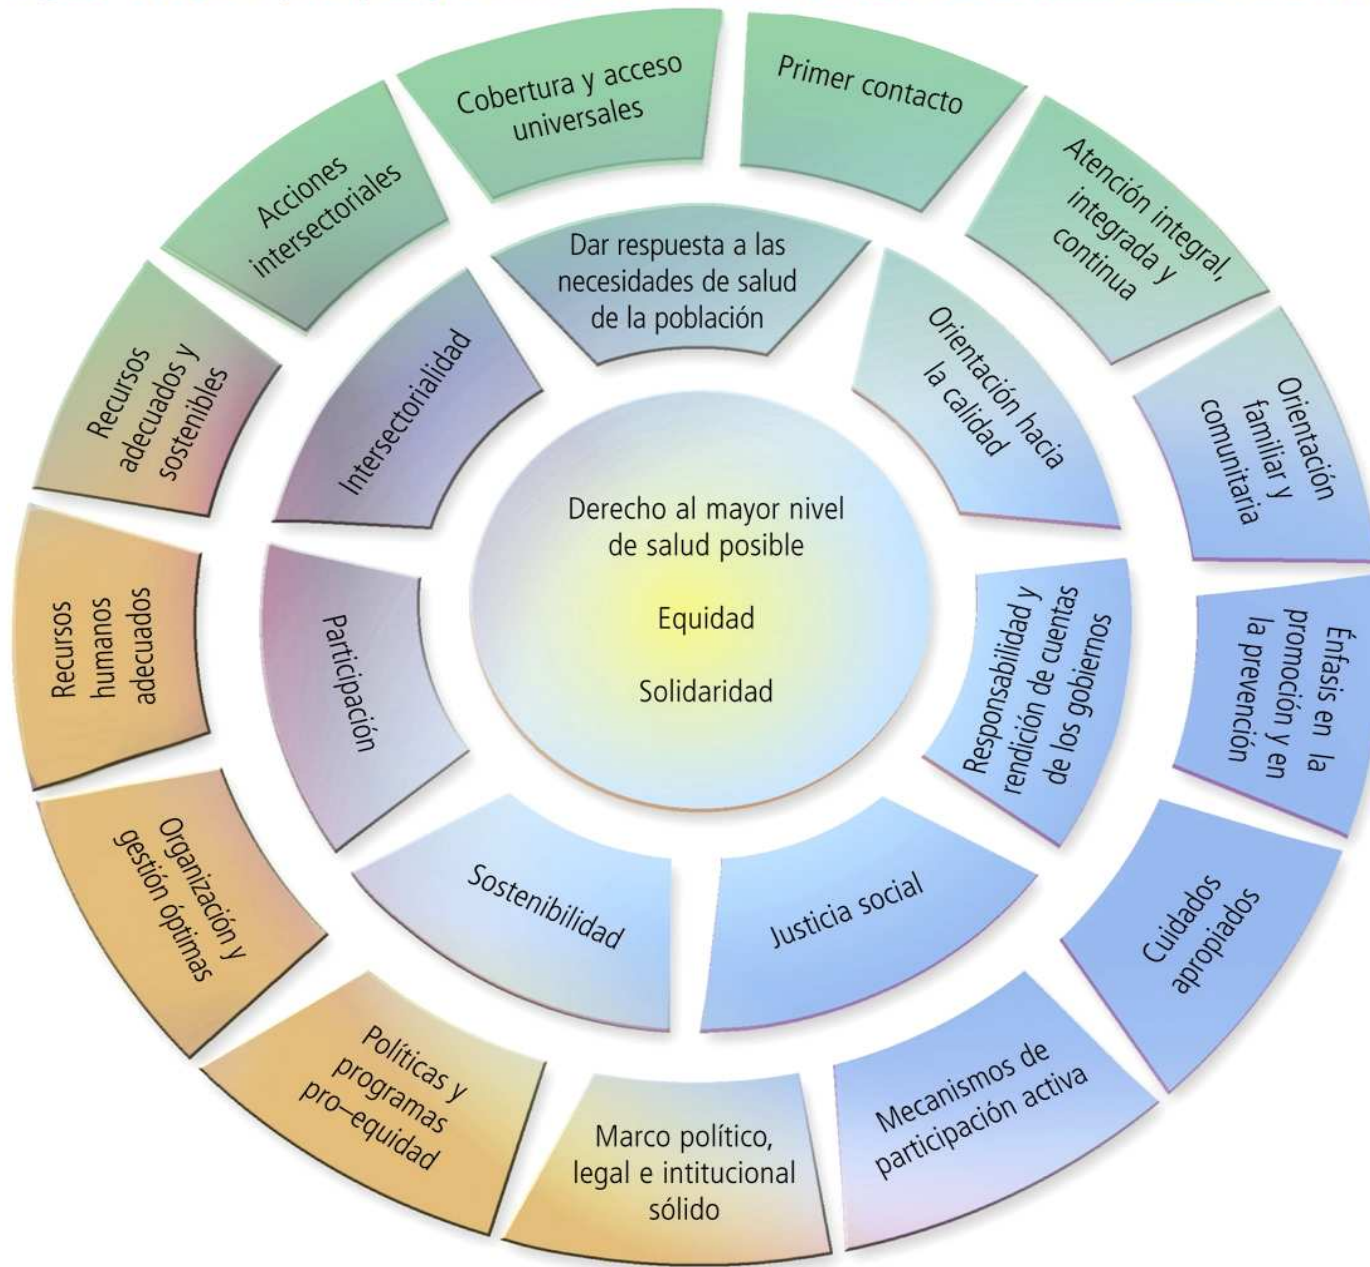 Cobertura y acceso
universales
Primer contacto
Atención integral,
integrada y
continua
Orientación
familiar y
comunitaria
Énfasis en la
promoción y en
la prevención
Cuidados
apropiados
Mecanismos de
participación activa
Marco político,
legal e intitucional
sólido
Políticas y
programas
pro–equidad
Organización y
gestión óptimas
Recursos
humanos
adecuados
Recursos
adecuados y
sostenibles
Acciones
intersectoriales
Dar respuesta a las
necesidades de salud
de la población
Orientación hacia
la calidad
Responsabilidad y
rendición de cuentas
de los gobiernos
Justicia social
Sostenibilidad
Participación
Intersectorialidad
Derecho al mayor nivel
de salud posible
Equidad
Solidaridad